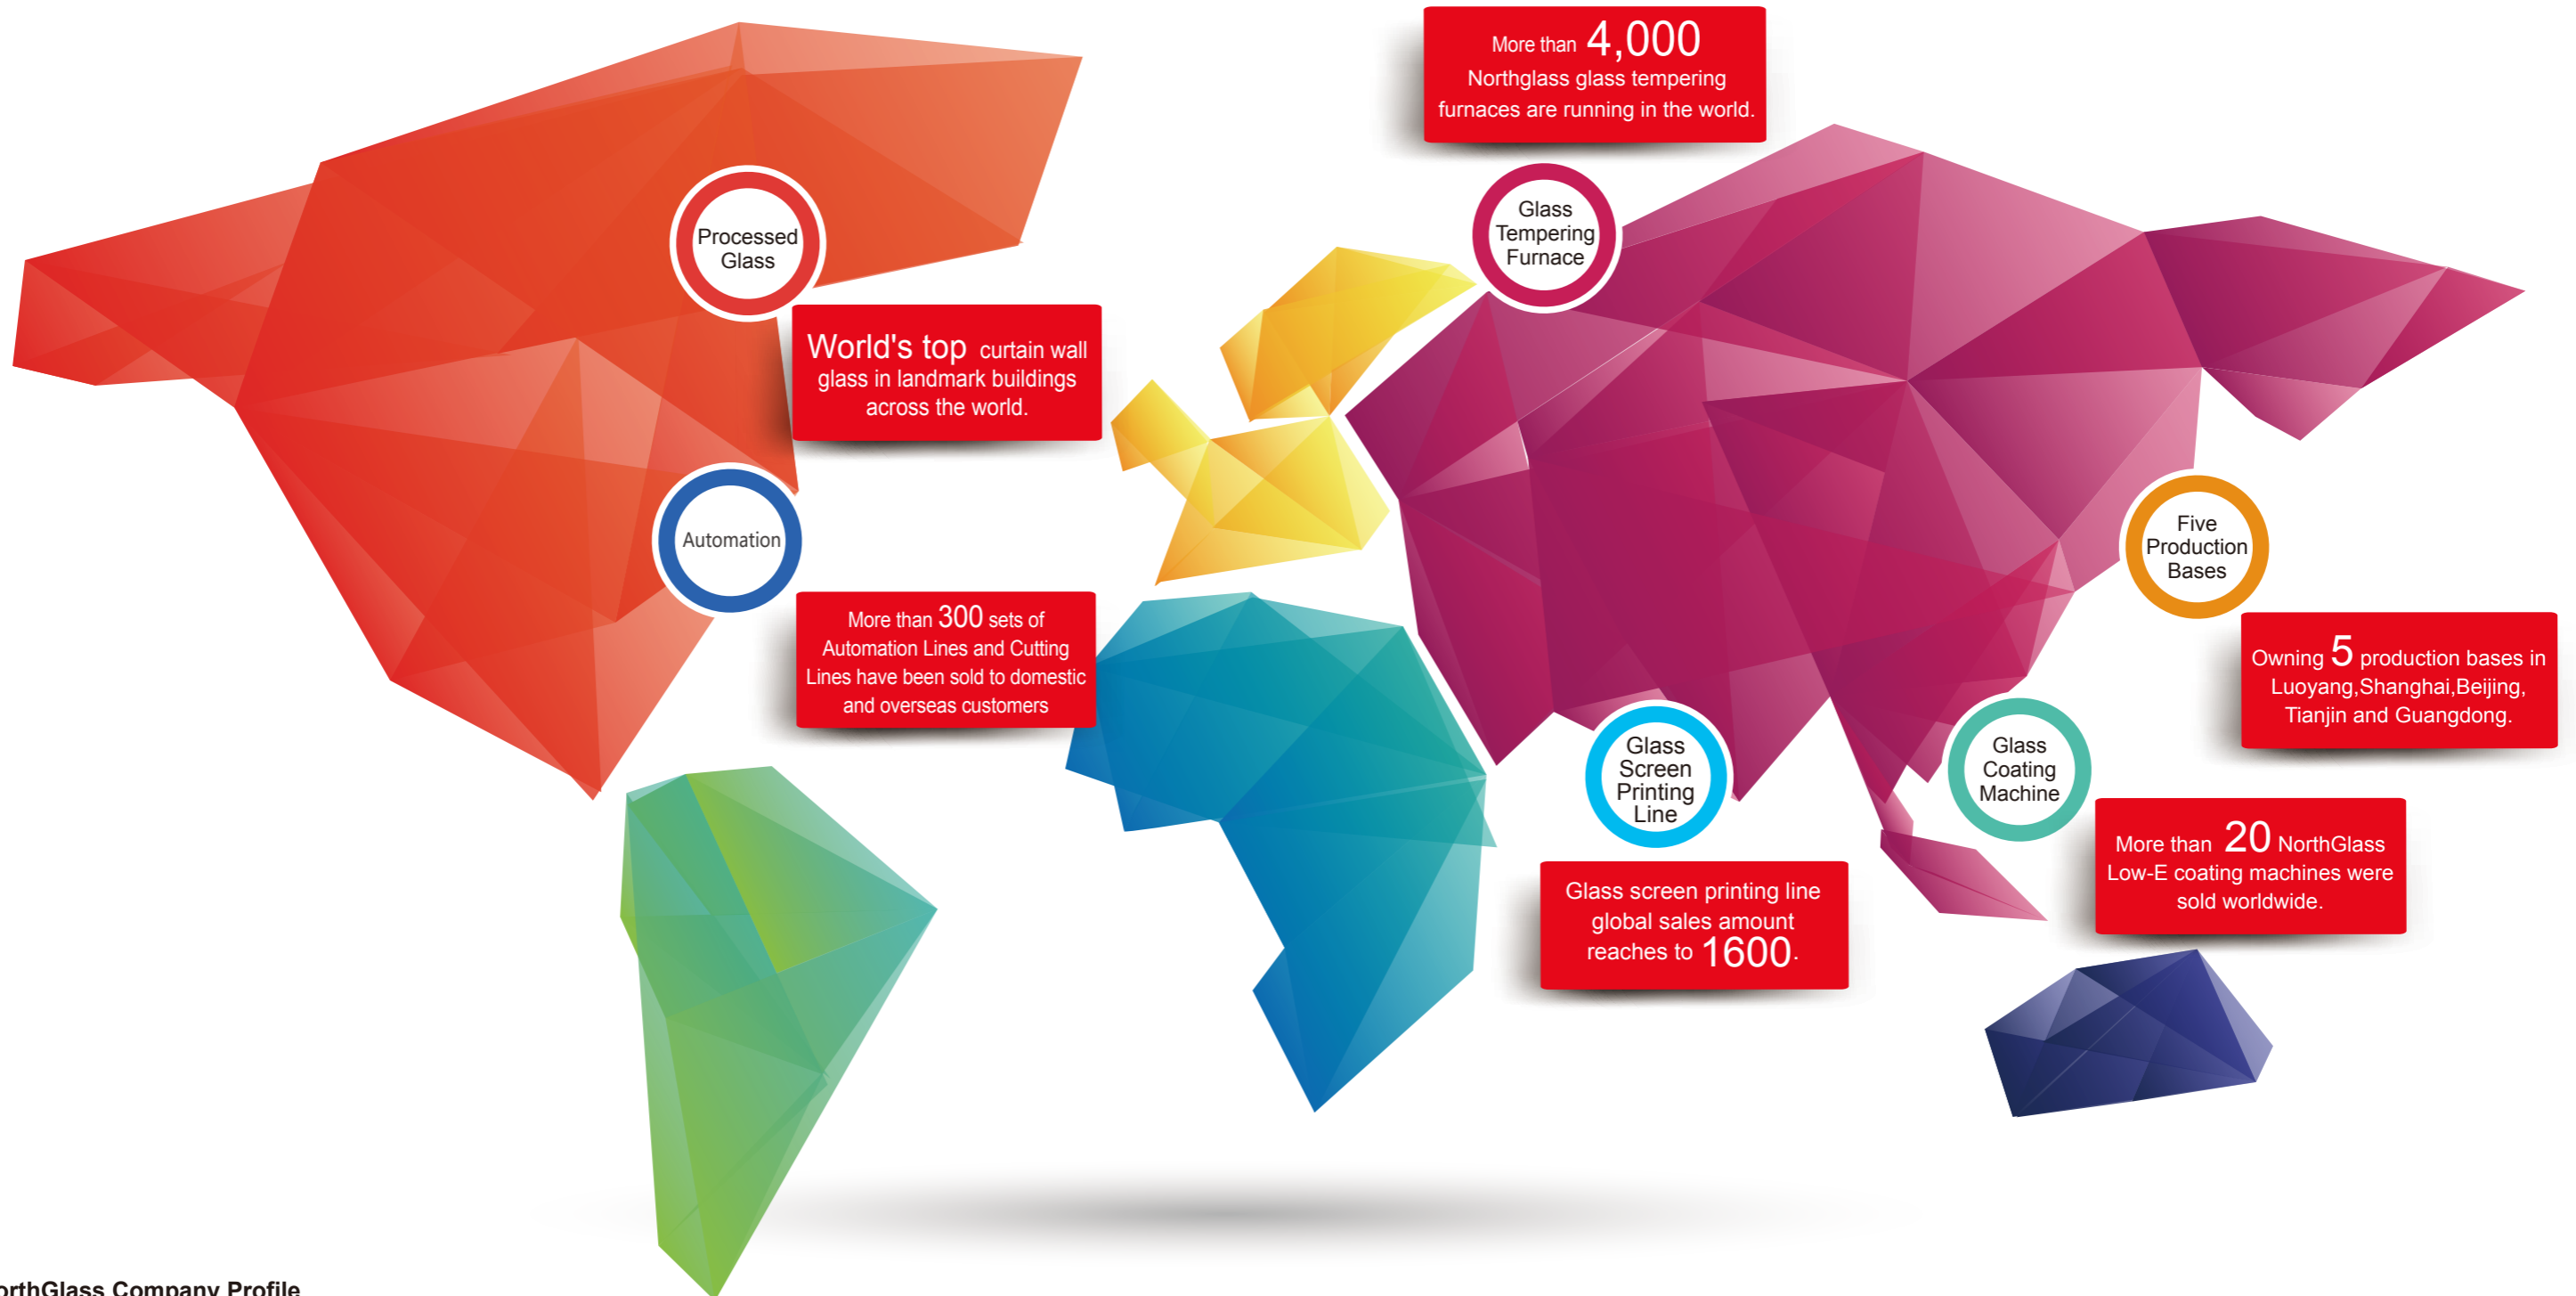 More than 4,000
Northglass glass tempering
furnaces are running in the world.
Glass
Tempering
Furnace
Processed
Glass
World's top curtain wall
glass in landmark buildings
across the world.
Automation
More than 300 sets of
Automation Lines and Cutting
Lines have been sold to domestic
and overseas customers
Five
Production
Bases
Owning 5 production bases in
Luoyang,Shanghai,Beijing,
Tianjin and Guangdong.
Glass
Screen
Printing
Line
Glass screen printing line
global sales amount
reaches to 1600.
Glass
Coating
Machine
More than 20 NorthGlass
Low-E coating machines were
sold worldwide.
orthGlass Company Profile